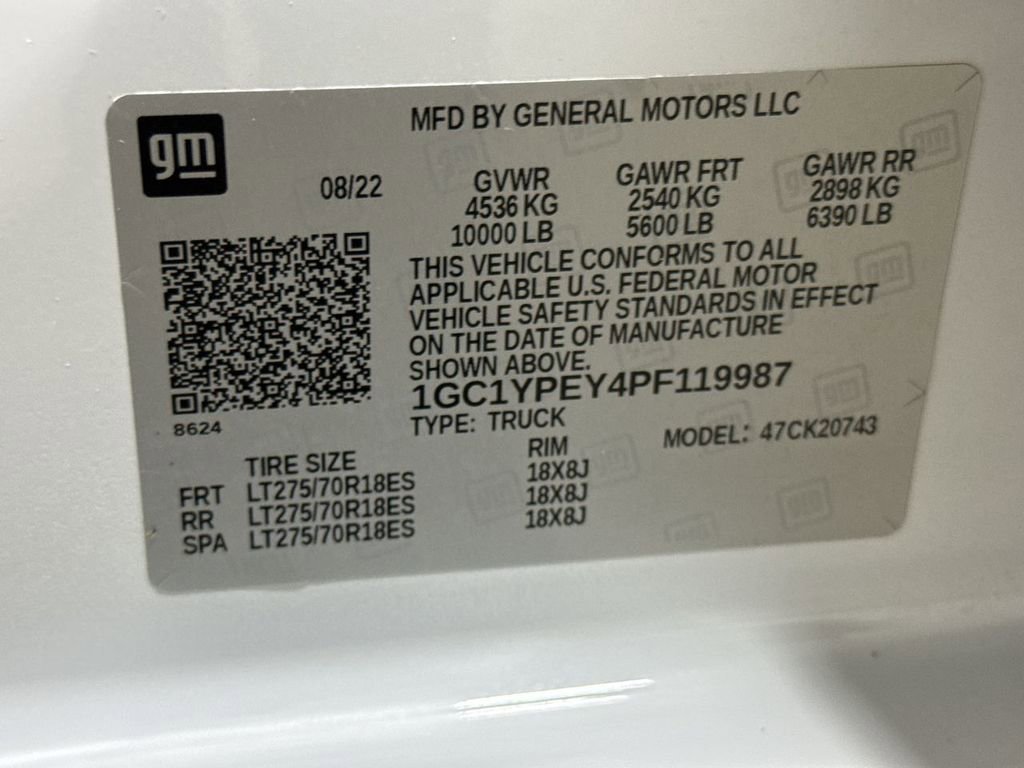 gm
MFD BY GENERAL MOTORS LLC
08/22
GVWR
4536 KG
10000 LB
GAWR FRT
2540 KG
5600 LB
GAWR RR
2898 KG
6390 LB
THIS VEHICLE CONFORMS TO ALL
APPLICABLE U.S. FEDERAL MOTOR
VEHICLE SAFETY STANDARDS IN EFFECT
ON THE DATE OF MANUFACTURE
SHOWN ABOVE.
1GC1YPEY4PF119987
8624
TYPE: TRUCK
MODEL: 47CK20743
TIRE SIZE RIM
FRT LT275/70R18ES 18X8J
RR LT275/70R18ES 18X8J
SPA LT275/70R18ES 18X8J